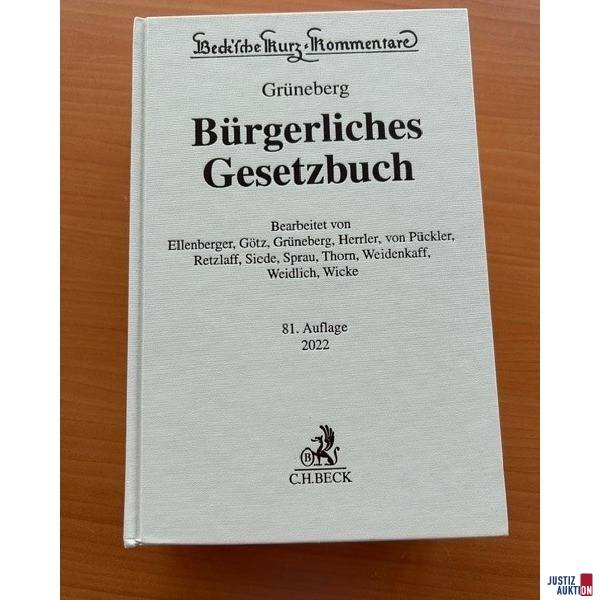 Beck'sche Kurz-Kommentare
Grüneberg
Bürgerliches
Gesetzbuch
Bearbeitet von
Ellenberger, Götz, Grüneberg, Herrler, von Pückler,
Retzlaff, Siede, Sprau, Thorn, Weidenkaff,
Weidlich, Wicke
81. Auflage
2022
B
C.H.BECK
JUSTIZ
AUKTION